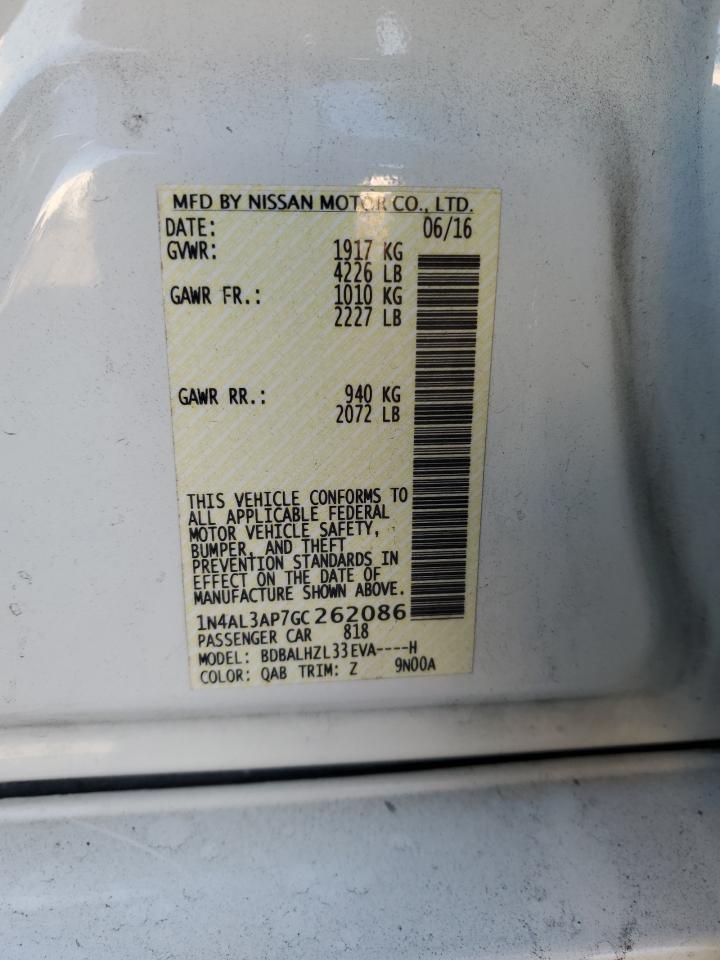 MFD BY NISSAN MOTOR CO., LTD.
DATE: 06/16
GVWR: 1917 KG
4226 LB
GAWR FR.: 1010 KG
2227 LB
GAWR RR.: 940 KG
2072 LB
THIS VEHICLE CONFORMS TO
ALL APPLICABLE FEDERAL
MOTOR VEHICLE SAFETY,
BUMPER, AND THEFT
PREVENTION STANDARDS IN
EFFECT ON THE DATE OF
MANUFACTURE SHOWN ABOVE.
1N4AL3AP7GC262086
PASSENGER CAR 818
MODEL: BDBALHZL33EVA----H
COLOR: QAB TRIM: Z 9N00A